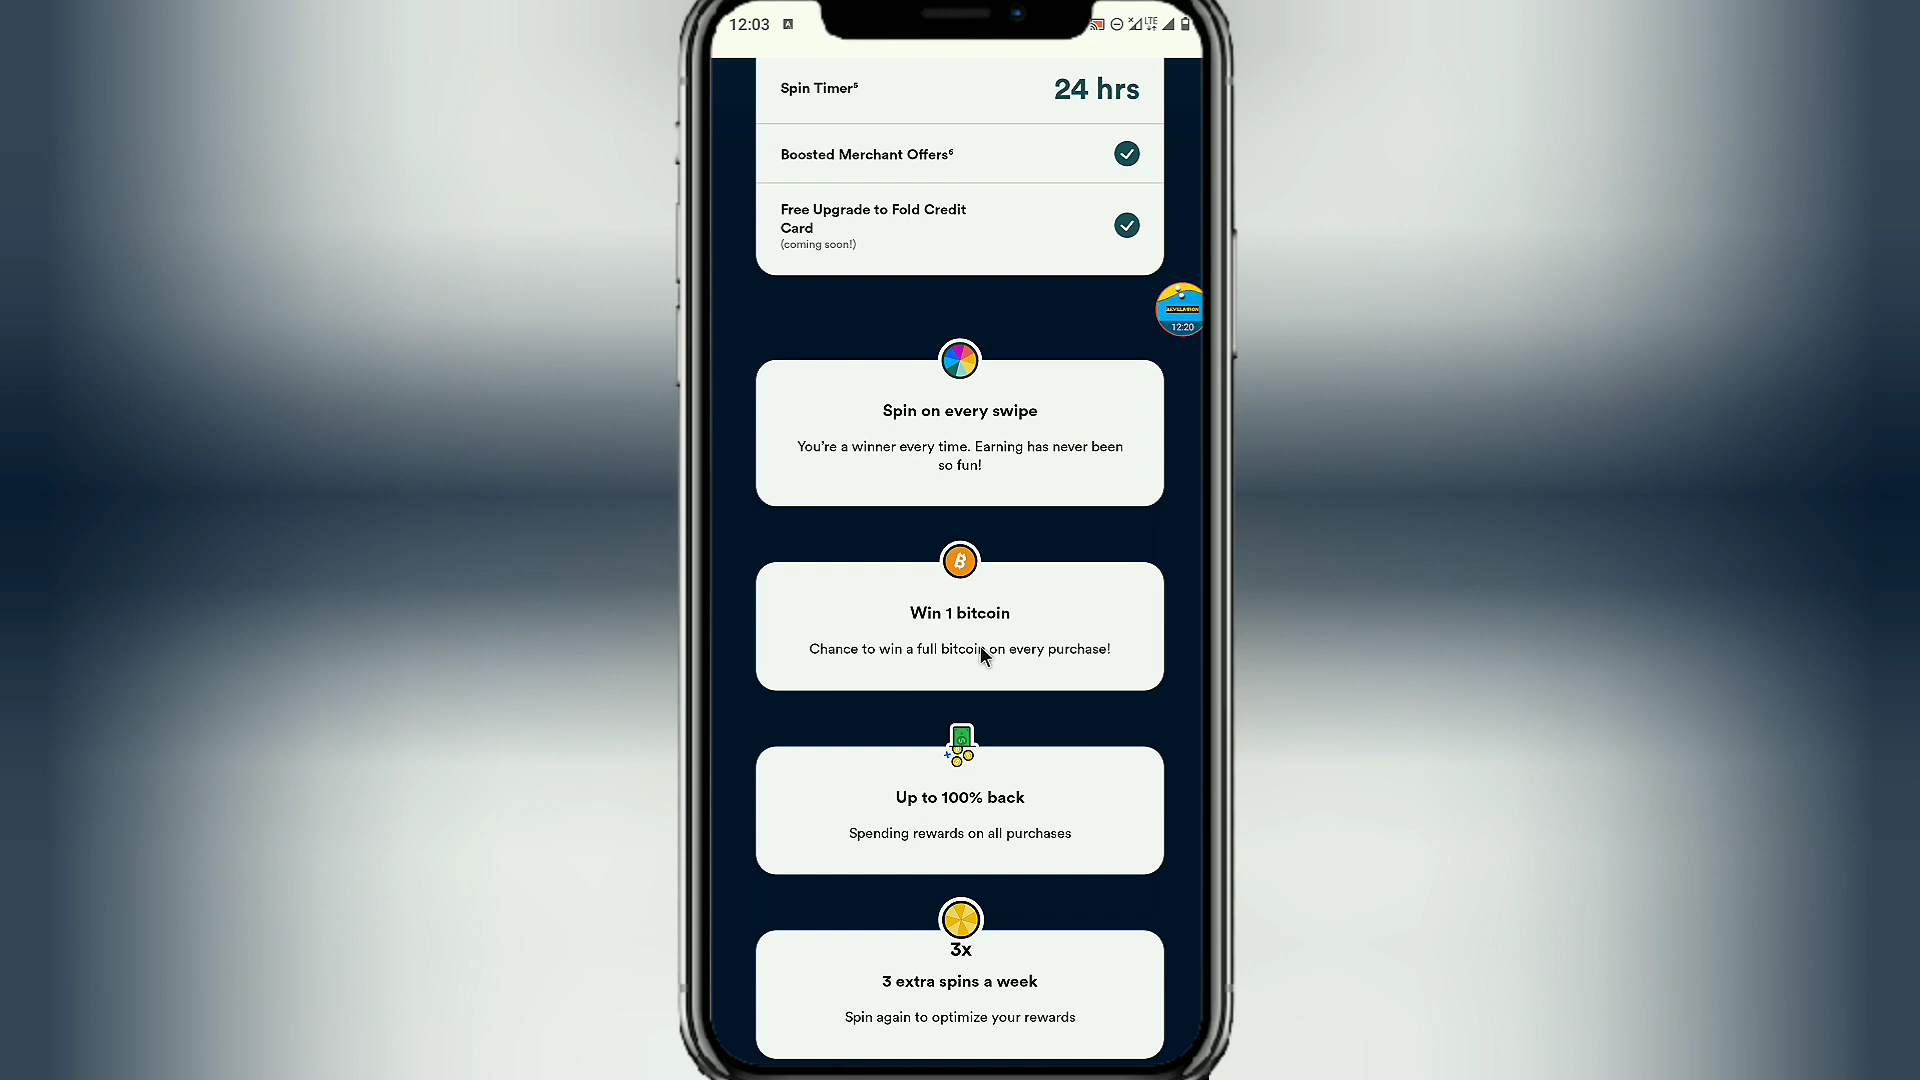 12:03
LTE
Spin Timer⁵
24 hrs
Boosted Merchant Offers⁶
Free Upgrade to Fold Credit
Card
(coming soon!)
REVELATION
12:20
Spin on every swipe
You're a winner every time. Earning has never been
so fun!
Win 1 bitcoin
Chance to win a full bitcoin on every purchase!
Up to 100% back
Spending rewards on all purchases
3x
3 extra spins a week
Spin again to optimize your rewards